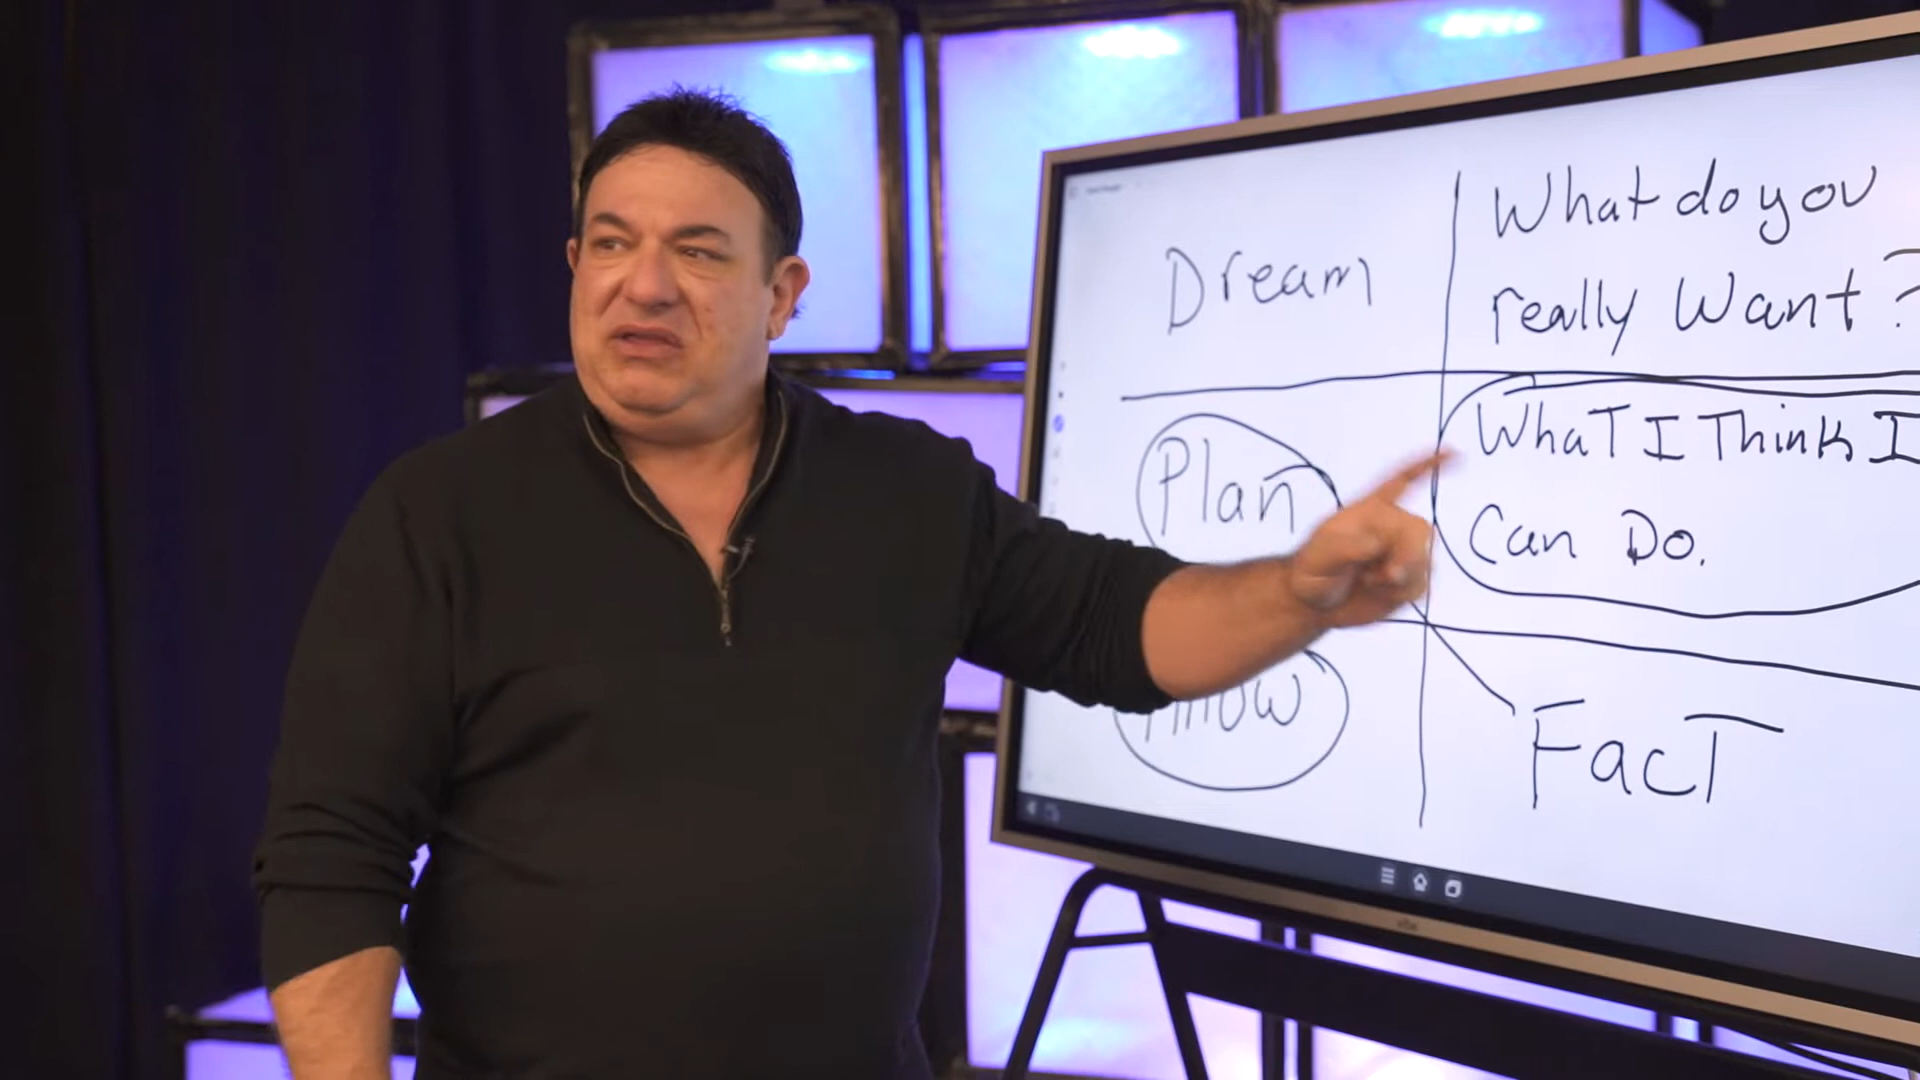 Dream
What do you
really Want?
Plan
WhaT I Think I
Can Do.
FacT